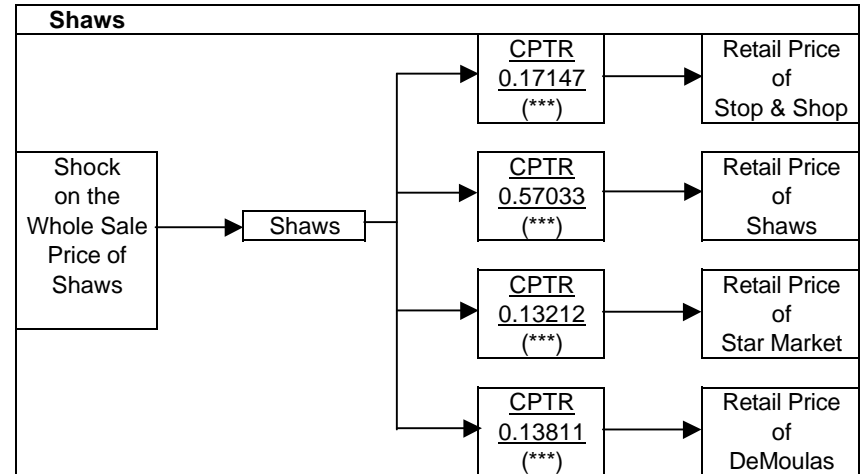 Shaws
CPTR
0.17147
(***)
Retail Price
of
Stop & Shop
Shock
on the
Whole Sale
Price of
Shaws
Shaws
CPTR
0.57033
(***)
Retail Price
of
Shaws
CPTR
0.13212
(***)
Retail Price
of
Star Market
CPTR
0.13811
(***)
Retail Price
of
DeMoulas